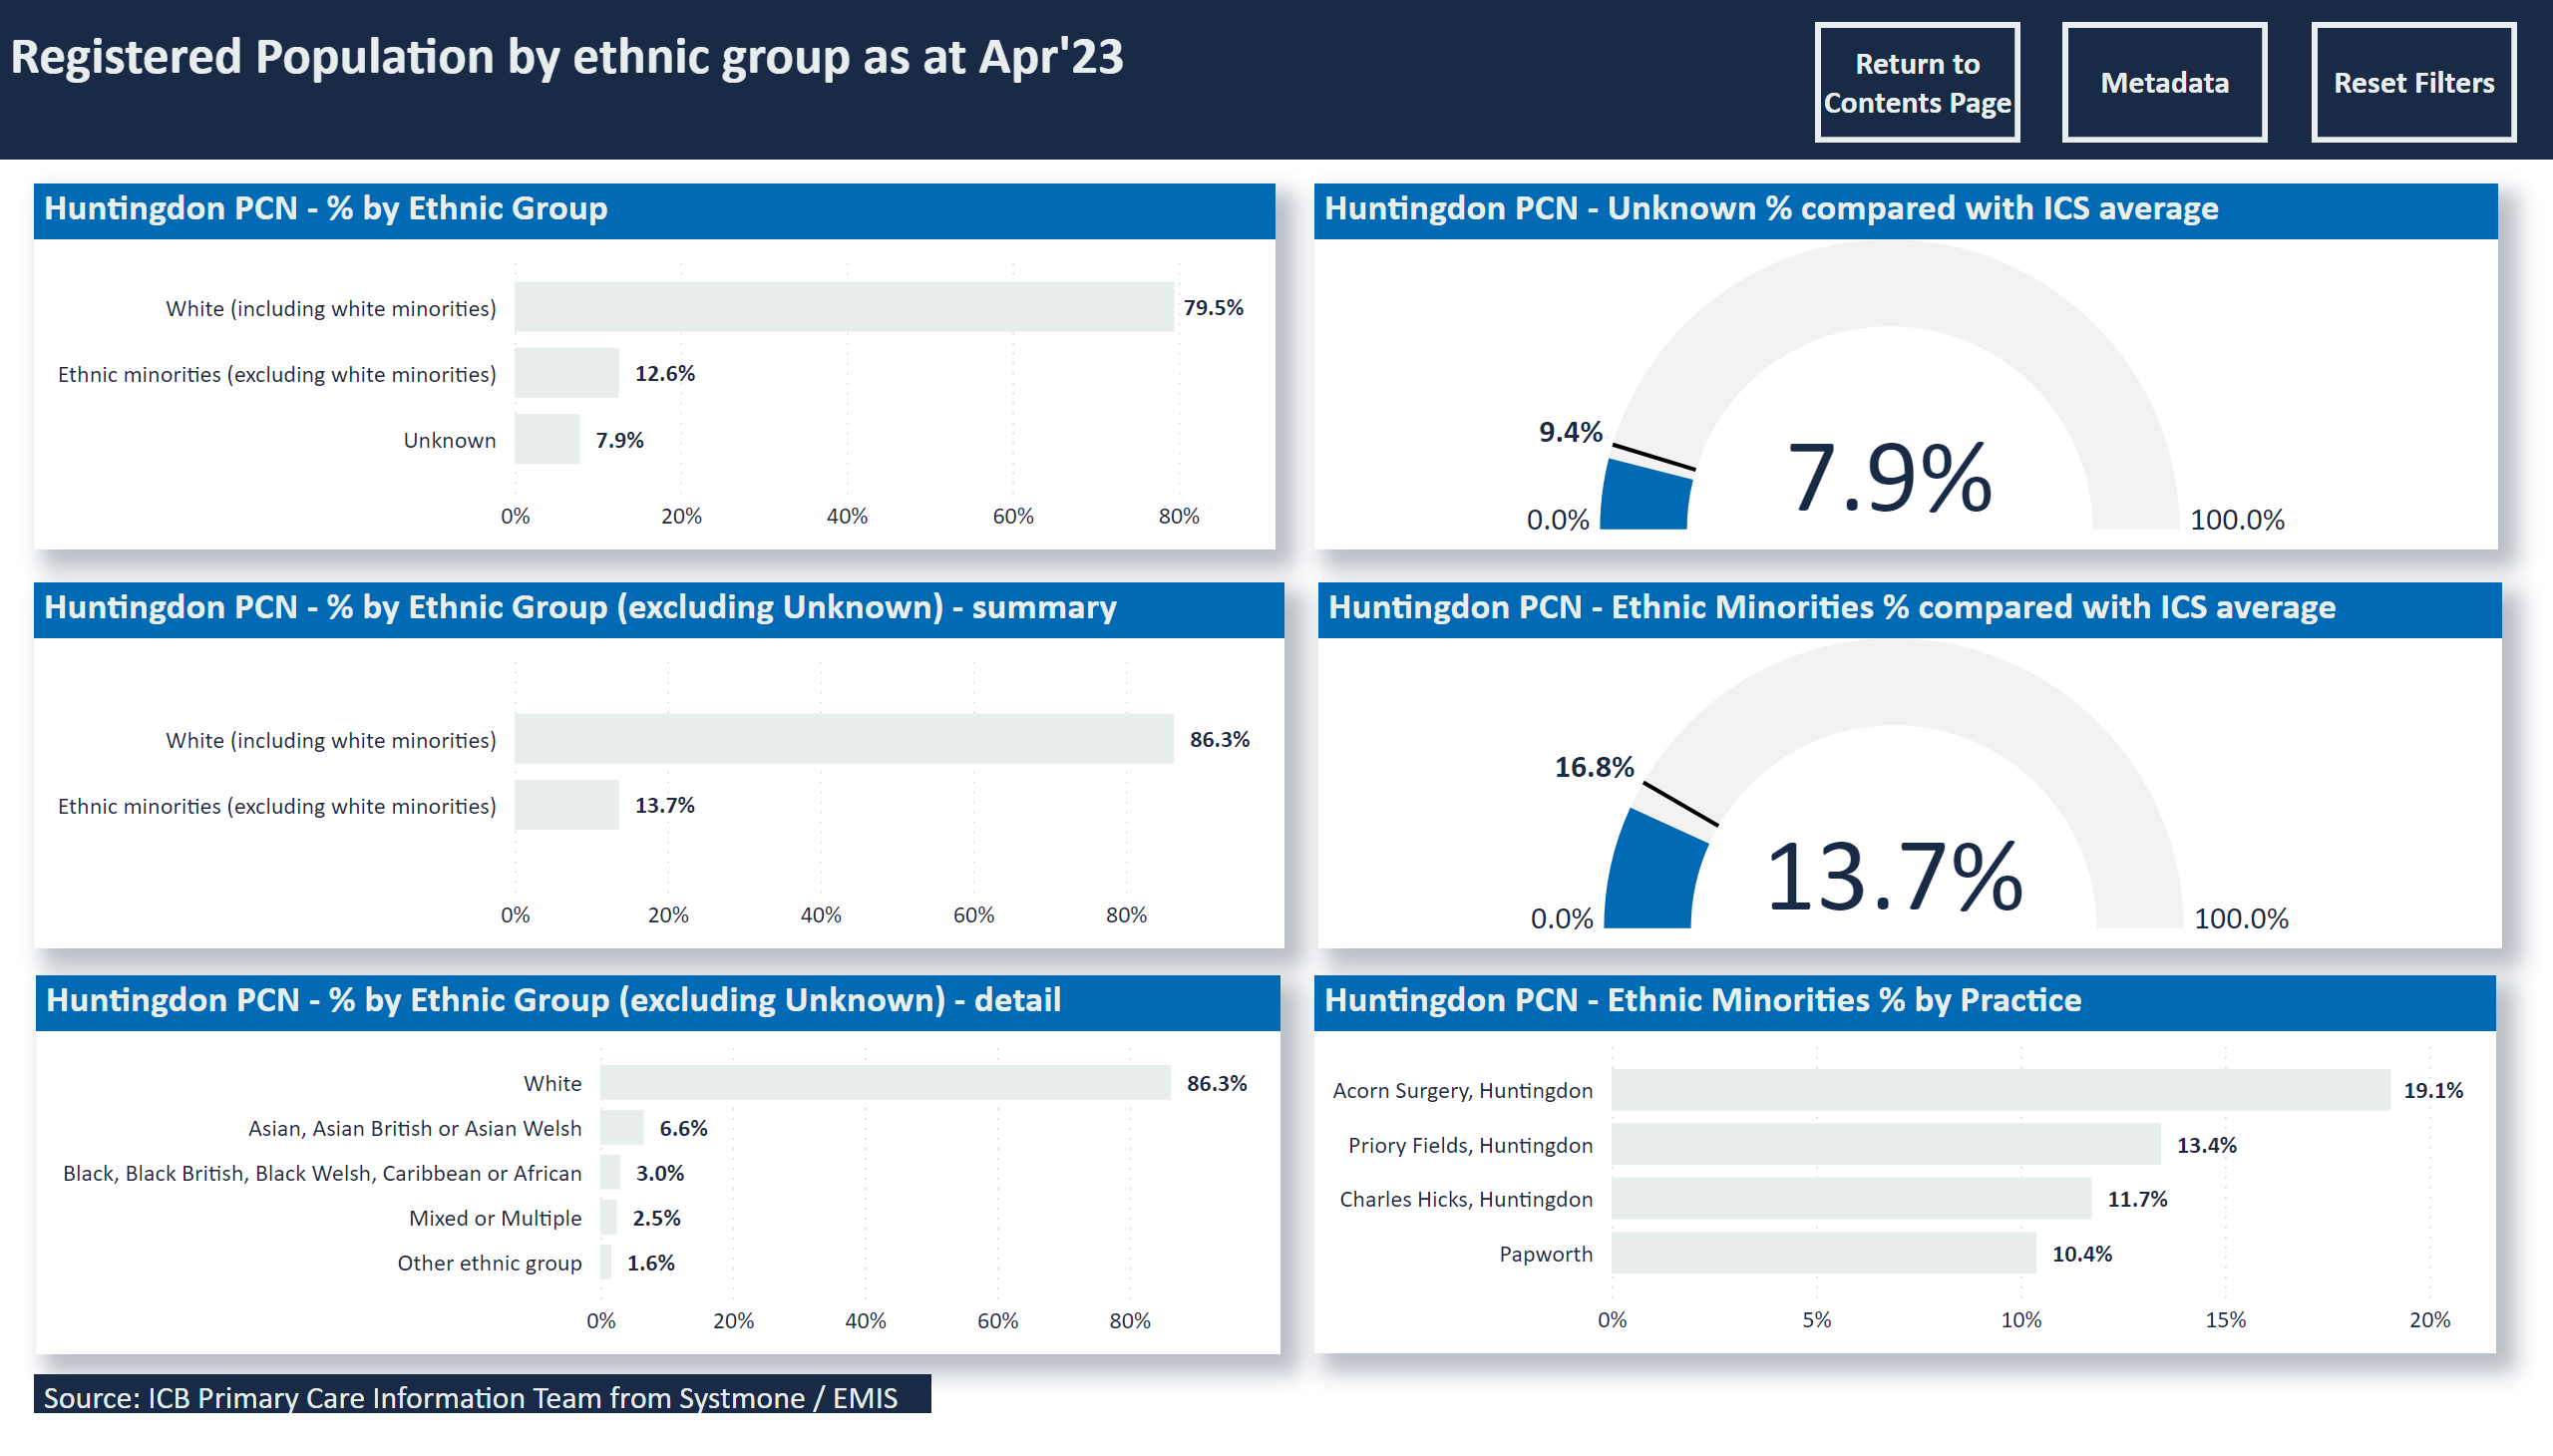 Registered Population by ethnic group as at Apr'23
Return to
Contents Page
Metadata
Reset Filters
Huntingdon PCN - % by Ethnic Group
White (including white minorities)
79.5%
Ethnic minorities (excluding white minorities)
12.6%
Unknown
7.9%
0%
20%
40%
60%
80%
Huntingdon PCN - Unknown % compared with ICS average
9.4%
7.9%
0.0%
100.0%
Huntingdon PCN - % by Ethnic Group (excluding Unknown) - summary
White (including white minorities)
86.3%
Ethnic minorities (excluding white minorities)
13.7%
0%
20%
40%
60%
80%
Huntingdon PCN - Ethnic Minorities % compared with ICS average
16.8%
13.7%
0.0%
100.0%
Huntingdon PCN - % by Ethnic Group (excluding Unknown) - detail
White
86.3%
Asian, Asian British or Asian Welsh
6.6%
Black, Black British, Black Welsh, Caribbean or African
3.0%
Mixed or Multiple
2.5%
Other ethnic group
1.6%
0%
20%
40%
60%
80%
Huntingdon PCN - Ethnic Minorities % by Practice
Acorn Surgery, Huntingdon
19.1%
Priory Fields, Huntingdon
13.4%
Charles Hicks, Huntingdon
11.7%
Papworth
10.4%
0%
5%
10%
15%
20%
Source: ICB Primary Care Information Team from Systmone / EMIS